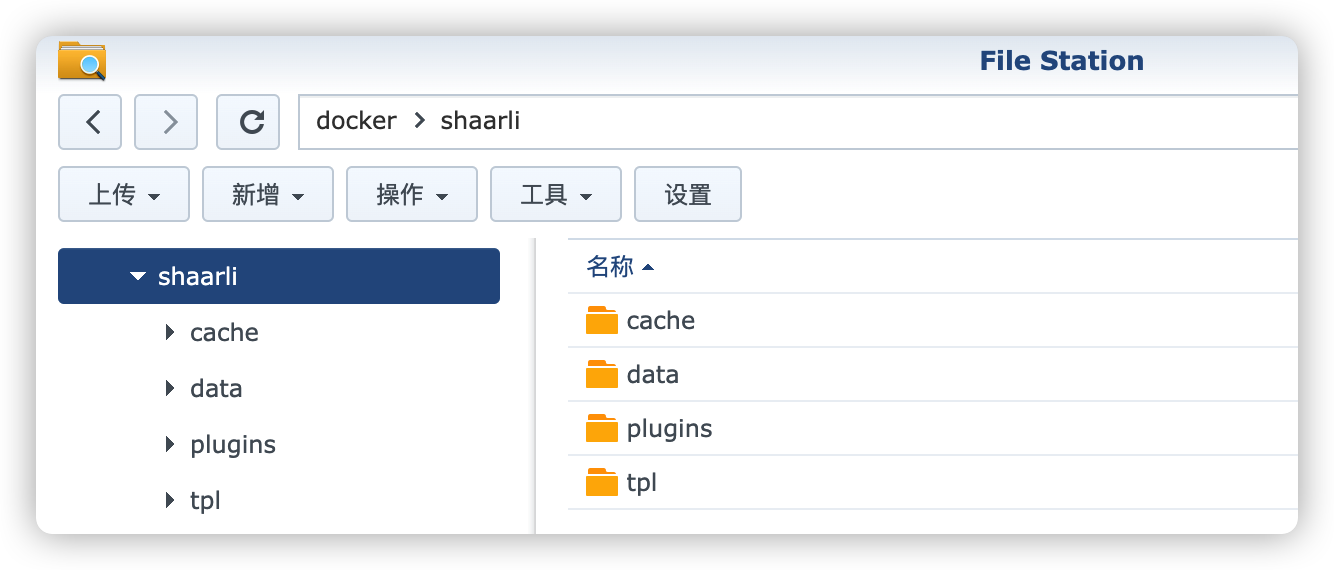 File Station
docker > shaarli
上传 新增 操作 工具 设置
shaarli
cache
data
plugins
tpl
名称
cache
data
plugins
tpl